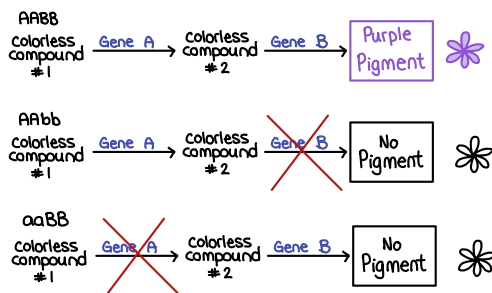 AABB
colorless compound #1
Gene A
colorless compound #2
Gene B
Purple Pigment
AAbb
colorless compound #1
Gene A
colorless compound #2
Gene B
No Pigment
aaBB
colorless compound #1
Gene A
colorless compound #2
Gene B
No Pigment